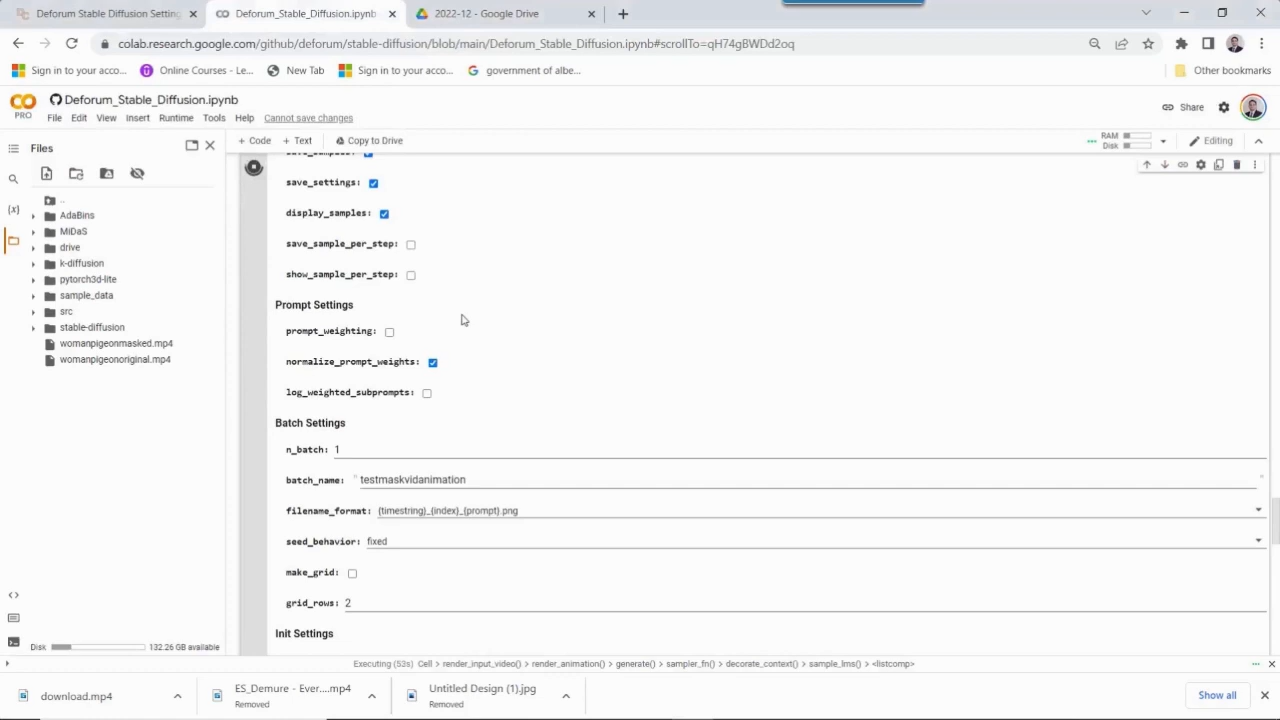 Deforum Stable Diffusion Setting
Deforum_Stable_Diffusion.ipynb
2022-12 - Google Drive
colab.research.google.com/github/deforum/stable-diffusion/blob/main/Deforum_Stable_Diffusion.ipynb#scrollTo=qH74gBWDd2oq
Sign in to your acco...
Online Courses - Le...
New Tab
Sign in to your acco...
government of albe...
Other bookmarks
Deforum_Stable_Diffusion.ipynb
PRO
File Edit View Insert Runtime Tools Help Cannot save changes
Share
Files
+ Code + Text Copy to Drive
RAM
Disk
Editing
..
AdaBins
MiDaS
drive
k-diffusion
pytorch3d-lite
sample_data
src
stable-diffusion
womanpigeonmasked.mp4
womanpigeonoriginal.mp4
save_samples:
save_settings:
display_samples:
save_sample_per_step:
show_sample_per_step:
Prompt Settings
prompt_weighting:
normalize_prompt_weights:
log_weighted_subprompts:
Batch Settings
n_batch: 1
batch_name: " testmaskvidanimation "
filename_format: {timestring}_{index}_{prompt}.png
seed_behavior: fixed
make_grid:
grid_rows: 2
Init Settings
Disk 132.26 GB available
Executing (53s) Cell > render_input_video() > render_animation() > generate() > sampler_fn() > decorate_context() > sample_lms() > <listcomp>
download.mp4
ES_Demure - Ever....mp4
Removed
Untitled Design (1).jpg
Removed
Show all